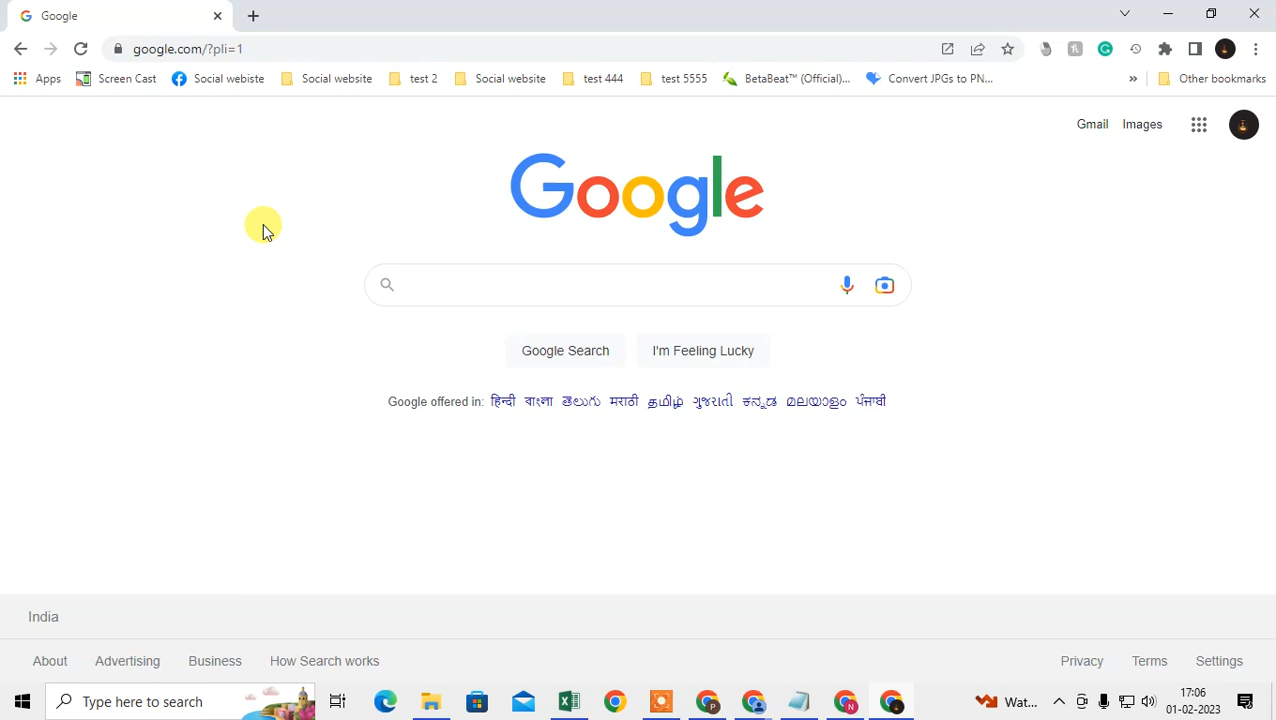 Google
google.com/?pli=1
Apps Screen Cast Social webiste Social website test 2 Social website test 444 test 5555 BetaBeat™ (Official)... Convert JPGs to PN... » Other bookmarks
Gmail Images
Google
Google Search I'm Feeling Lucky
Google offered in: हिन्दी বাংলা తెలుగు मराठी தமிழ் ગુજરાતી ಕನ್ನಡ മലയാളം ਪੰਜਾਬੀ
India
About Advertising Business How Search works Privacy Terms Settings
Type here to search P N Wat... 17:06
01-02-2023